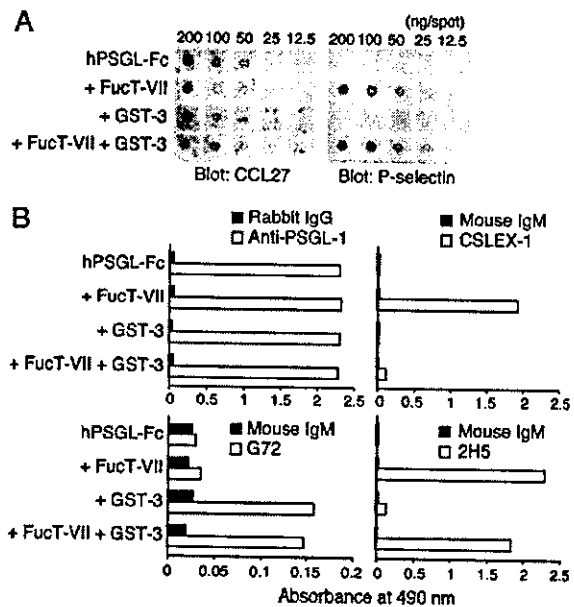 A
(ng/spot)
200 100 50 25 12.5 200 100 50 25 12.5
hPSGL-Fc
+ FucT-VII
+ GST-3
+ FucT-VII + GST-3
Blot: CCL27 Blot: P-selectin
B
Rabbit IgG
Anti-PSGL-1
Mouse IgM
CSLEX-1
hPSGL-Fc
+ FucT-VII
+ GST-3
+ FucT-VII + GST-3
0 0.5 1 1.5 2 2.5
0 0.5 1 1.5 2 2.5
Mouse IgM
G72
Mouse IgM
2H5
hPSGL-Fc
+ FucT-VII
+ GST-3
+ FucT-VII + GST-3
0 0.05 0.1 0.15 0.2
0 0.5 1 1.5 2 2.5
Absorbance at 490 nm